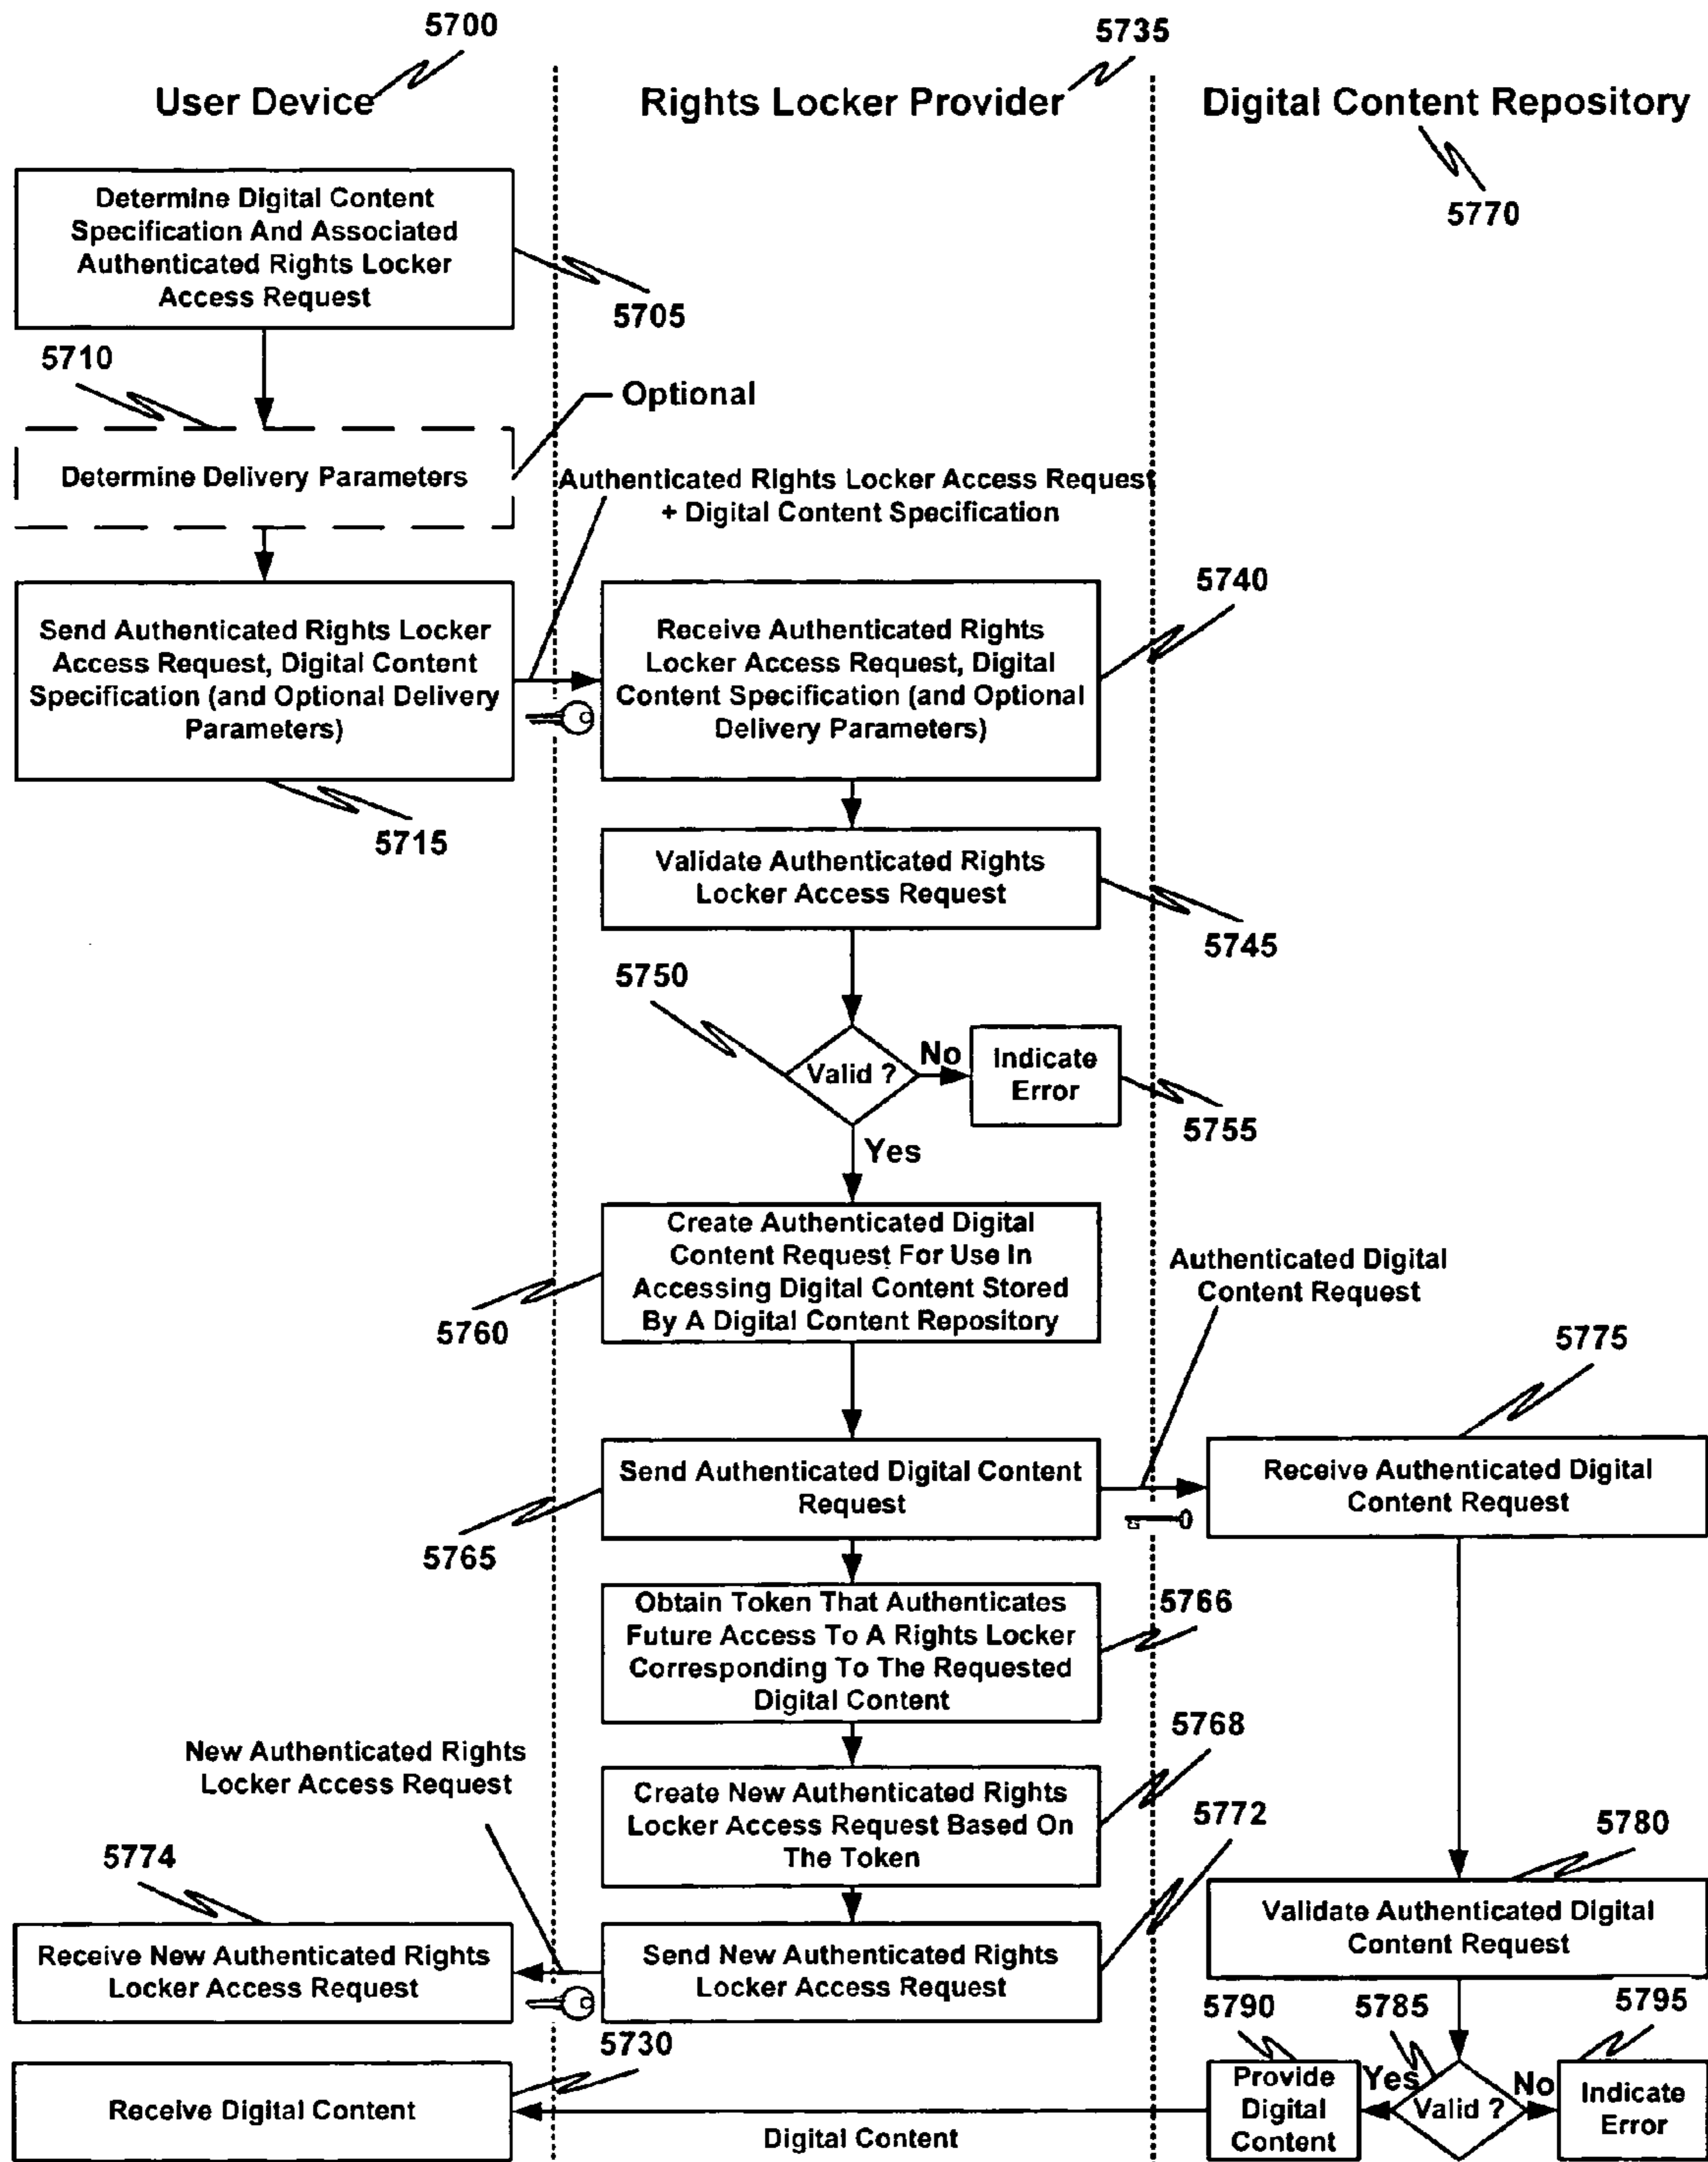 5700
5735
User Device
Rights Locker Provider
Digital Content Repository
5770
Determine Digital Content
Specification And Associated
Authenticated Rights Locker
Access Request
5705
5710
Optional
Determine Delivery Parameters
Authenticated Rights Locker Access Request
+ Digital Content Specification
5740
Send Authenticated Rights Locker
Access Request, Digital Content
Specification (and Optional Delivery
Parameters)
Receive Authenticated Rights
Locker Access Request, Digital
Content Specification (and Optional
Delivery Parameters)
5715
Validate Authenticated Rights
Locker Access Request
5745
5750
Valid ?
No
Indicate
Error
5755
Yes
Create Authenticated Digital
Content Request For Use In
Accessing Digital Content Stored
By A Digital Content Repository
5760
Authenticated Digital
Content Request
5775
Send Authenticated Digital Content
Request
Receive Authenticated Digital
Content Request
5765
Obtain Token That Authenticates
Future Access To A Rights Locker
Corresponding To The Requested
Digital Content
5766
5768
New Authenticated Rights
Locker Access Request
Create New Authenticated Rights
Locker Access Request Based On
The Token
5772
5774
5780
Validate Authenticated Digital
Content Request
Receive New Authenticated Rights
Locker Access Request
Send New Authenticated Rights
Locker Access Request
5790
5785
5795
5730
Receive Digital Content
Digital Content
Provide
Digital
Content
Yes
Valid ?
No
Indicate
Error